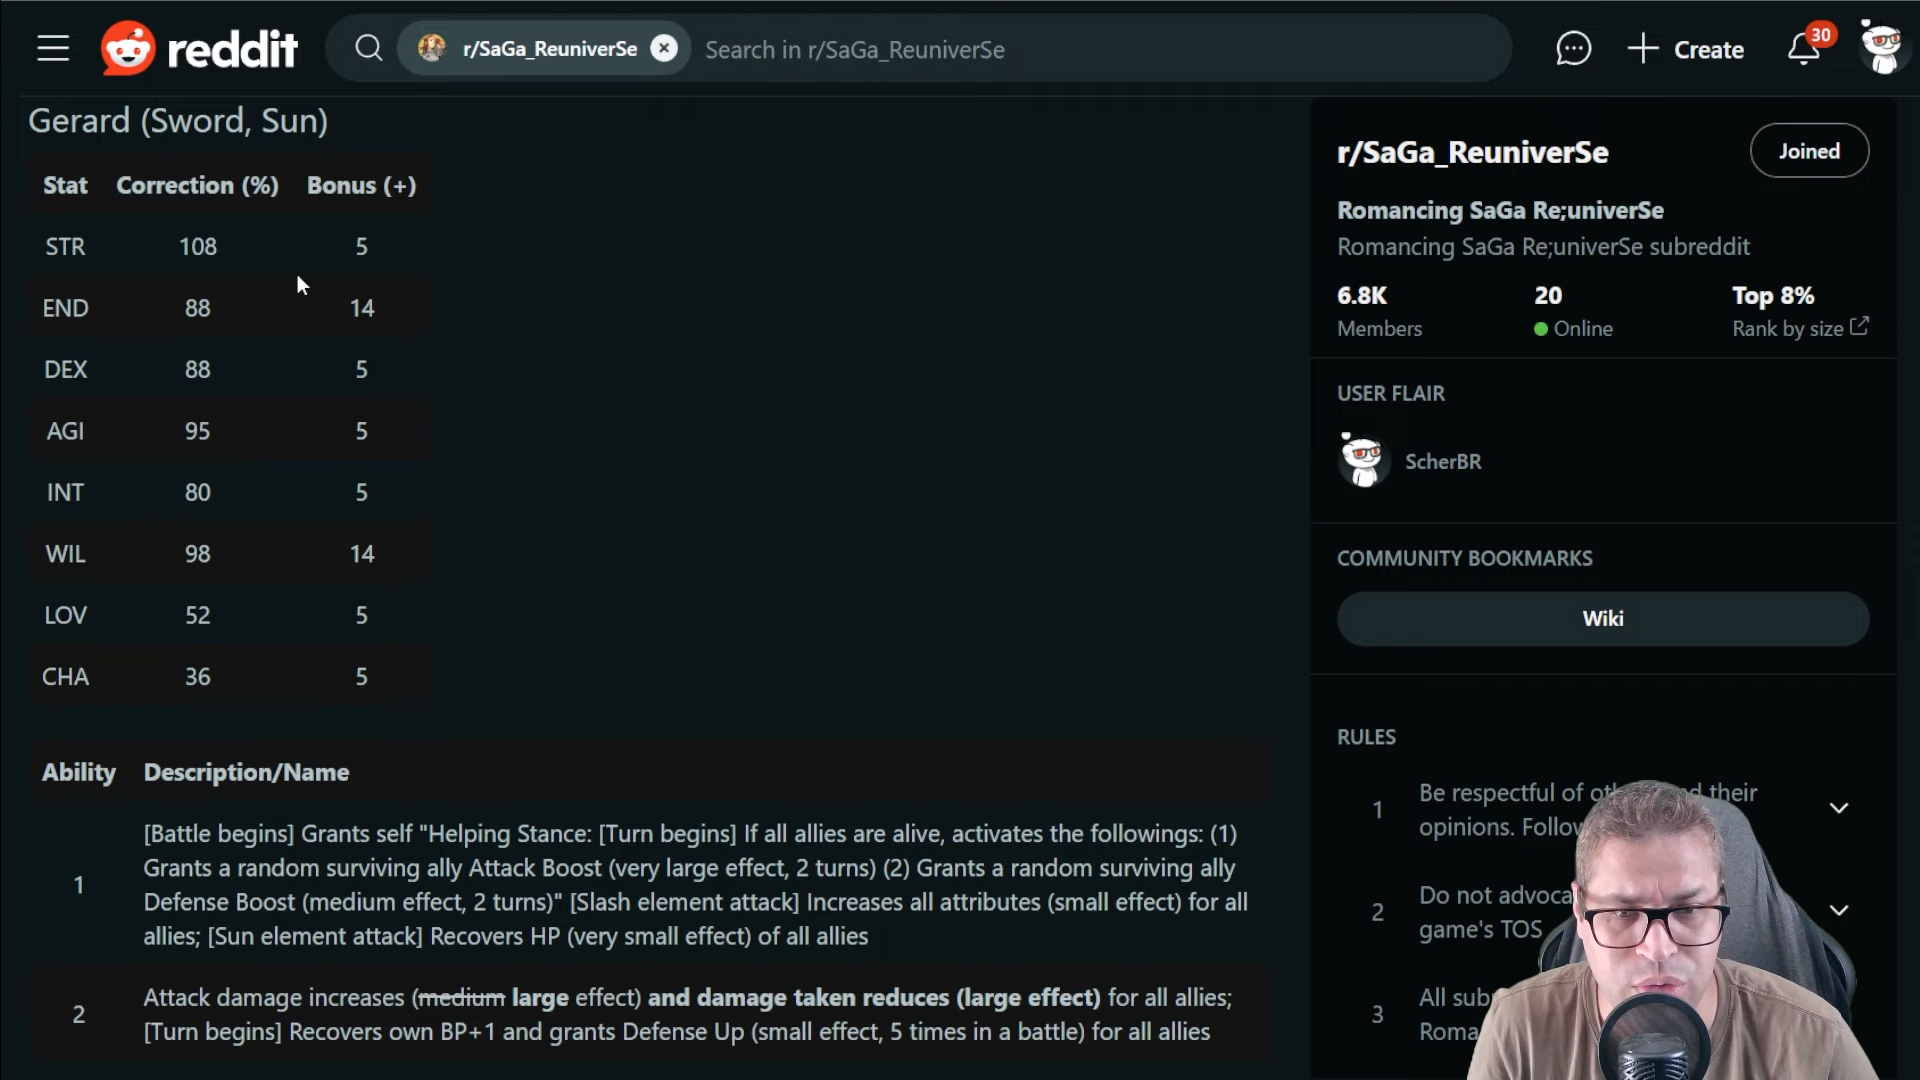 reddit
r/SaGa_ReuniverSe
Search in r/SaGa_ReuniverSe
Create
30
Gerard (Sword, Sun)
Stat Correction (%) Bonus (+)
STR 108 5
END 88 14
DEX 88 5
AGI 95 5
INT 80 5
WIL 98 14
LOV 52 5
CHA 36 5
Ability Description/Name
1
[Battle begins] Grants self "Helping Stance: [Turn begins] If all allies are alive, activates the followings: (1)
Grants a random surviving ally Attack Boost (very large effect, 2 turns) (2) Grants a random surviving ally
Defense Boost (medium effect, 2 turns)" [Slash element attack] Increases all attributes (small effect) for all
allies; [Sun element attack] Recovers HP (very small effect) of all allies
2
Attack damage increases (medium large effect) and damage taken reduces (large effect) for all allies;
[Turn begins] Recovers own BP+1 and grants Defense Up (small effect, 5 times in a battle) for all allies
r/SaGa_ReuniverSe
Joined
Romancing SaGa Re;univerSe
Romancing SaGa Re;univerSe subreddit
6.8K 20 Top 8%
Members Online Rank by size
USER FLAIR
ScherBR
COMMUNITY BOOKMARKS
Wiki
RULES
1
Be respectful of their
opinions.
2
Do not
game's TOS
3
All